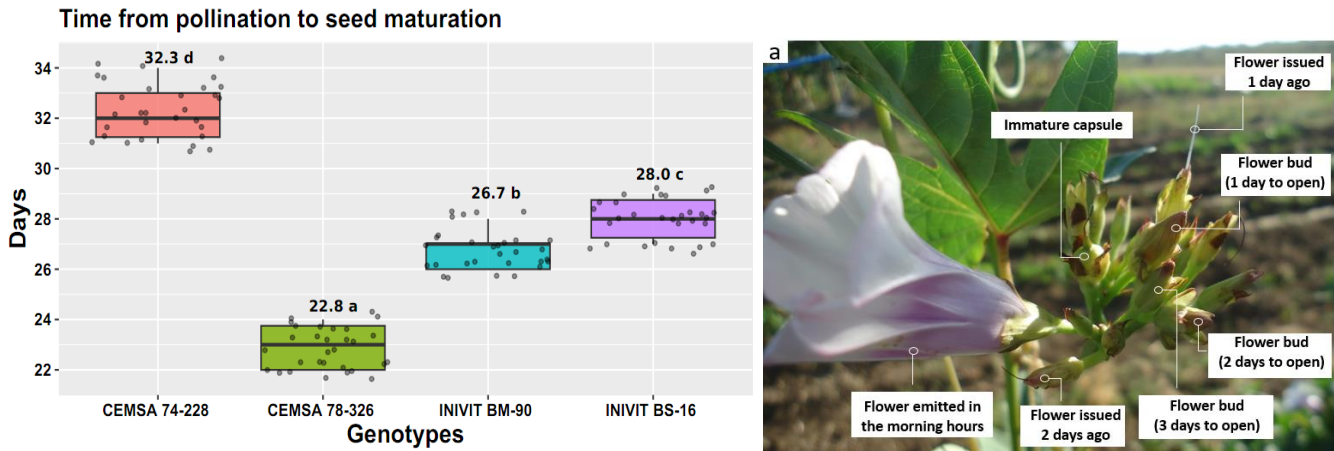 Time from pollination to seed maturation
Days
34
32
30
28
26
24
22
32.3 d
22.8 a
26.7 b
28.0 c
CEMSA 74-228
CEMSA 78-326
INIVIT BM-90
INIVIT BS-16
Genotypes
a
Flower issued
1 day ago
Immature capsule
Flower bud
(1 day to open)
Flower bud
(2 days to open)
Flower emitted in
the morning hours
Flower issued
2 days ago
Flower bud
(3 days to open)